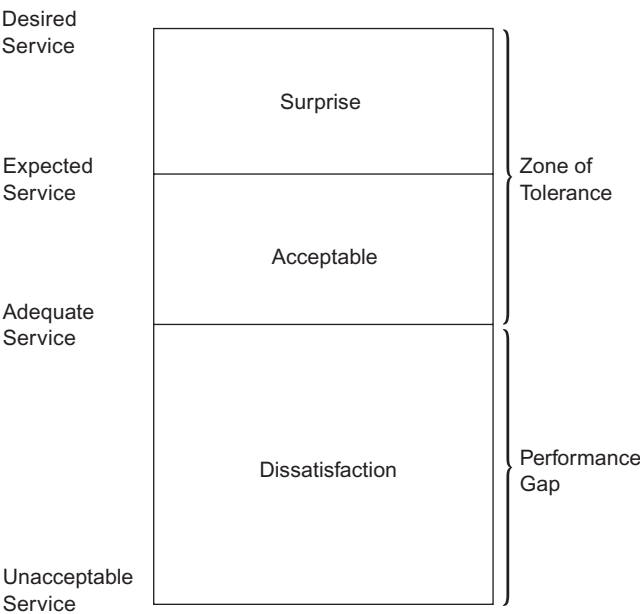 Desired
Service
Surprise
Expected
Service
Zone of
Tolerance
Acceptable
Adequate
Service
Dissatisfaction
Performance
Gap
Unacceptable
Service